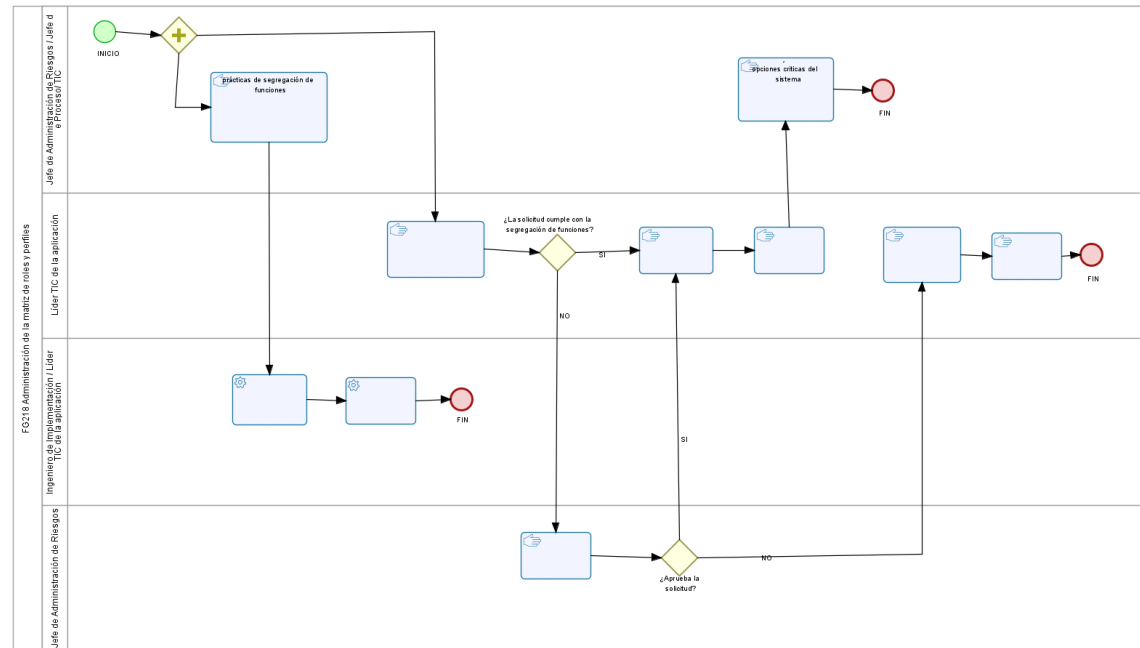 FG218 Administración de la matriz de roles y perfiles
Jefe de Administración de Riesgos / Jefe d
e Proceso/ TIC
INICIO
prácticas de segregación de
funciones
opciones críticas del
sistema
FIN
Líder TIC de la aplicación
¿La solicitud cumple con la
segregación de funciones?
SI
NO
FIN
Ingeniero de Implementación / Líder
TIC de la aplicación
FIN
SI
Jefe de Administración de Riesgos
¿Aprueba la
solicitud?
NO